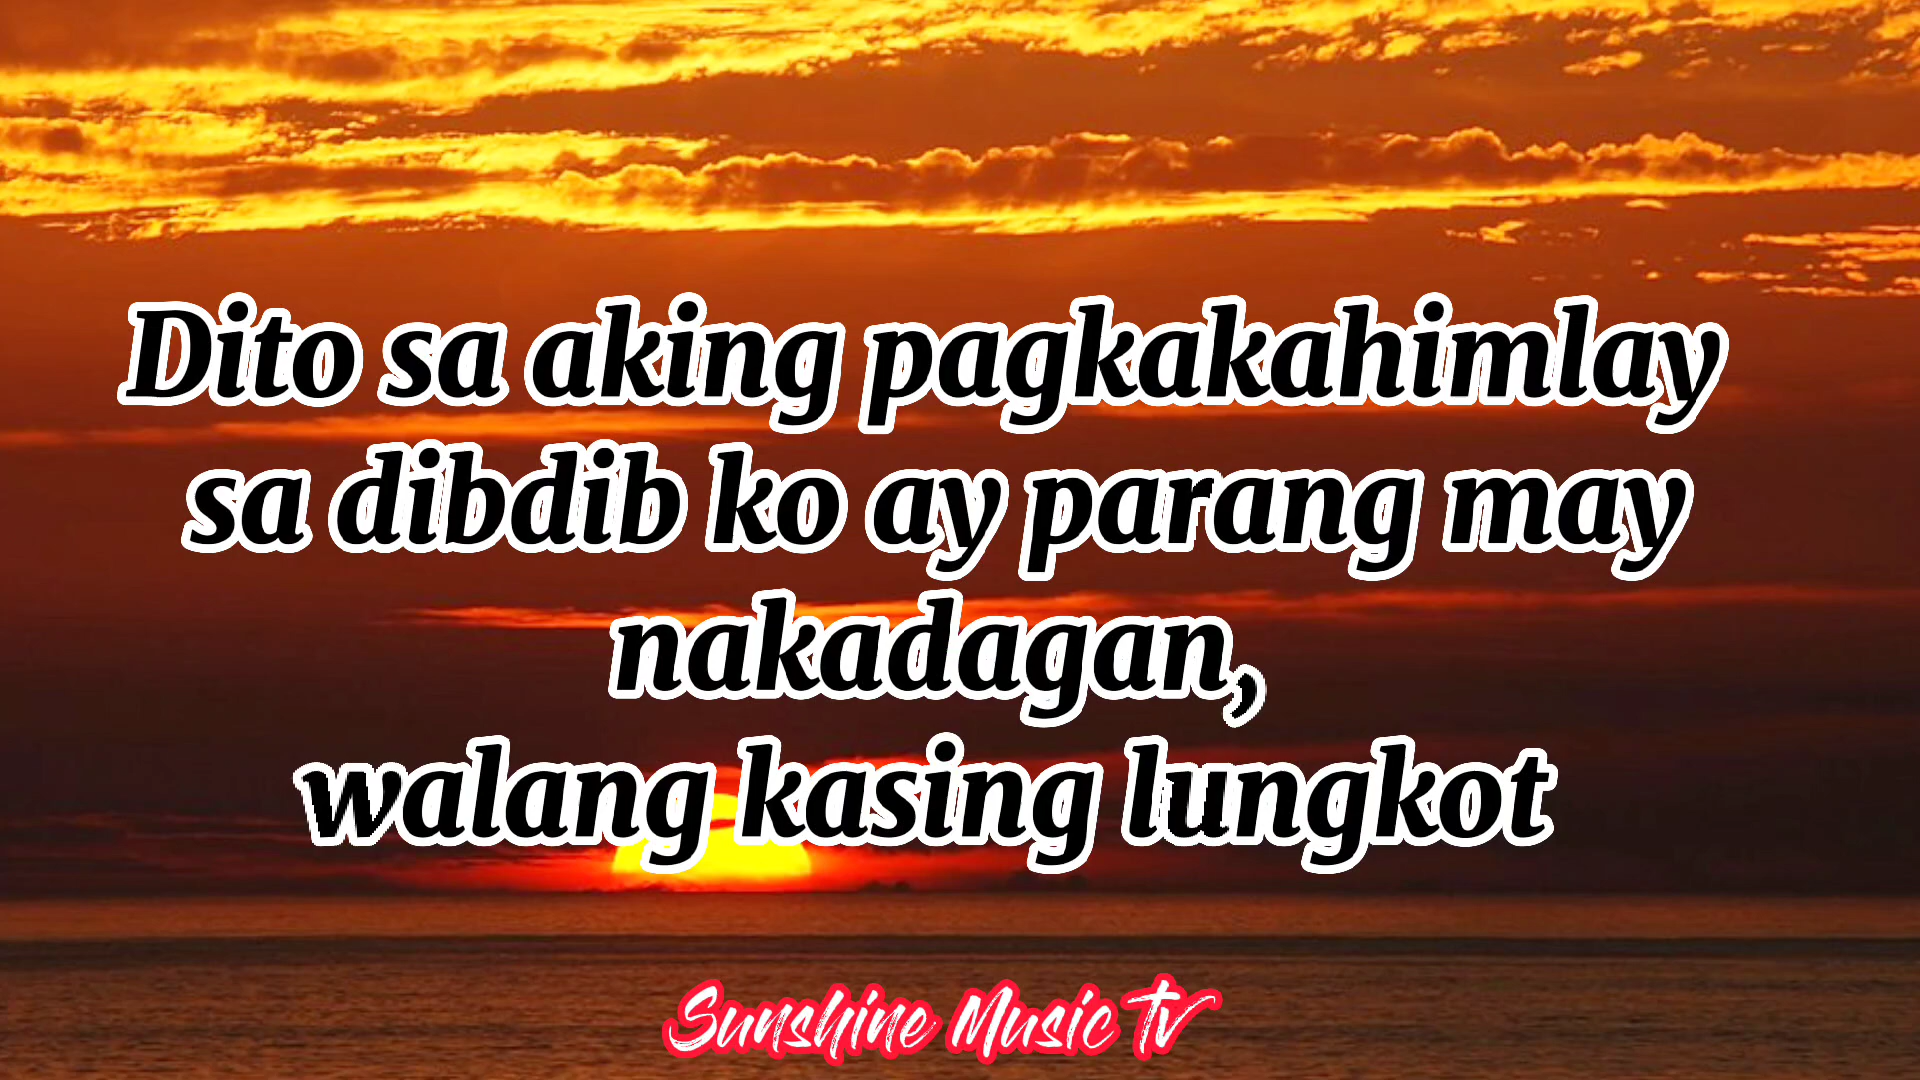 Dito sa aking pagkakahimlay
sa dibdib ko ay parang may
nakadagan,
walang kasing lungkot
Sunshine Music Tv